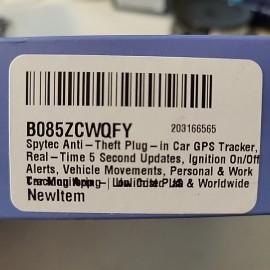 B085ZCWQFY 203166565
Spytec Anti-Theft Plug-in Car GPS Tracker,
Real-Time 5 Second Updates, Ignition On/Off
Alerts, Vehicle Movements, Personal & Work
& Worldwide
NewItem